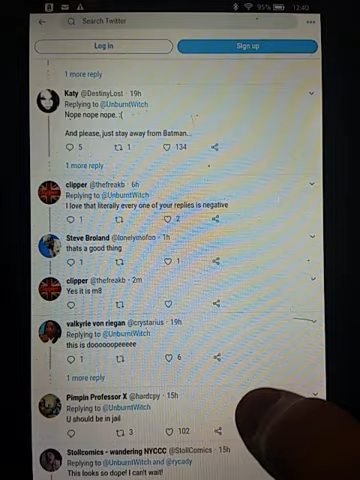 95% 12:40
Search Twitter
Log in Sign up
1 more reply
Katy @DestinyLost · 19h
Replying to @UnburntWitch
Nope nope nope. :(
And please, just stay away from Batman...
5 1 134
1 more reply
clipper @thefreakb · 6h
Replying to @UnburntWitch
I love that literally every one of your replies is negative
1 2
Steve Broland @lonelymofoo · 1h
thats a good thing
1 1
clipper @thefreakb · 2m
Yes it is m8
valkyrie von riegan @crystarius · 19h
Replying to @UnburntWitch
this is doooooopeeeee
1 6
1 more reply
Pimpin Professor X @hardcpy · 15h
Replying to @UnburntWitch
U should be in jail
3 102
Stollcomics - wandering NYCCC @StollComics · 15h
Replying to @UnburntWitch and @rycady
This looks so dope! I can't wait!